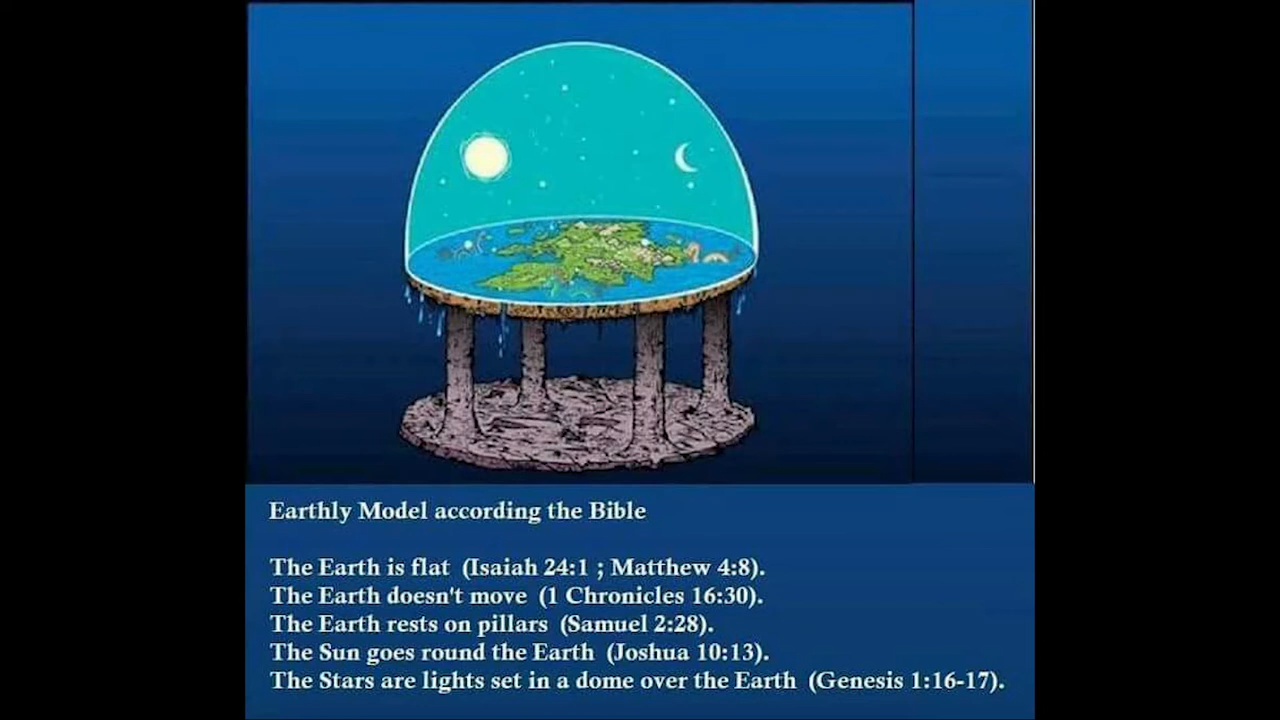 Earthly Model according the Bible
The Earth is flat (Isaiah 24:1 ; Matthew 4:8).
The Earth doesn't move (1 Chronicles 16:30).
The Earth rests on pillars (Samuel 2:28).
The Sun goes round the Earth (Joshua 10:13).
The Stars are lights set in a dome over the Earth (Genesis 1:16-17).